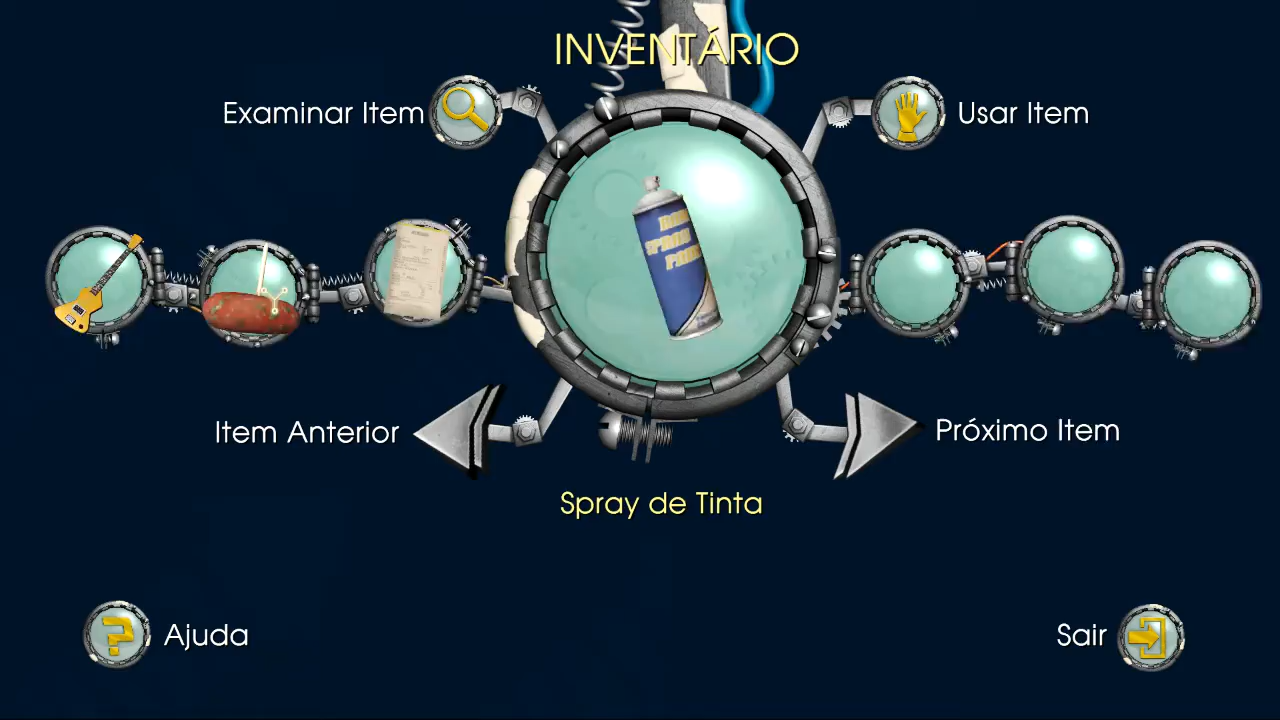 INVENTÁRIO
Examinar Item
Usar Item
Item Anterior
Próximo Item
Spray de Tinta
Ajuda
Sair